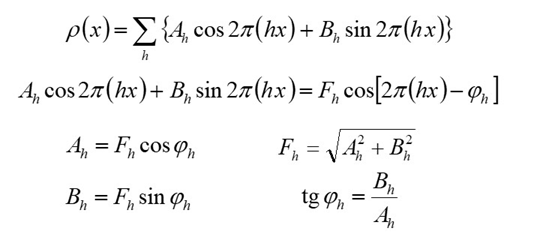 ρ(x) = ∑_h {A_h cos 2π(hx) + B_h sin 2π(hx)}
A_h cos 2π(hx) + B_h sin 2π(hx) = F_h cos[2π(hx) − φ_h]
A_h = F_h cos φ_h    F_h = √(A_h² + B_h²)
B_h = F_h sin φ_h    tg φ_h = B_h / A_h